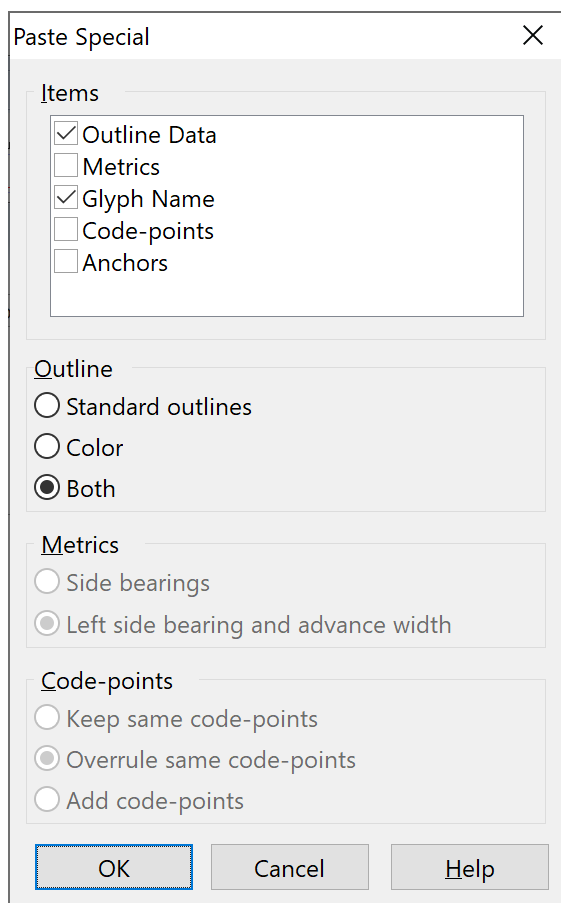 Paste Special
Items
Outline Data
Metrics
Glyph Name
Code-points
Anchors
Outline
Standard outlines
Color
Both
Metrics
Side bearings
Left side bearing and advance width
Code-points
Keep same code-points
Overrule same code-points
Add code-points
OK Cancel Help